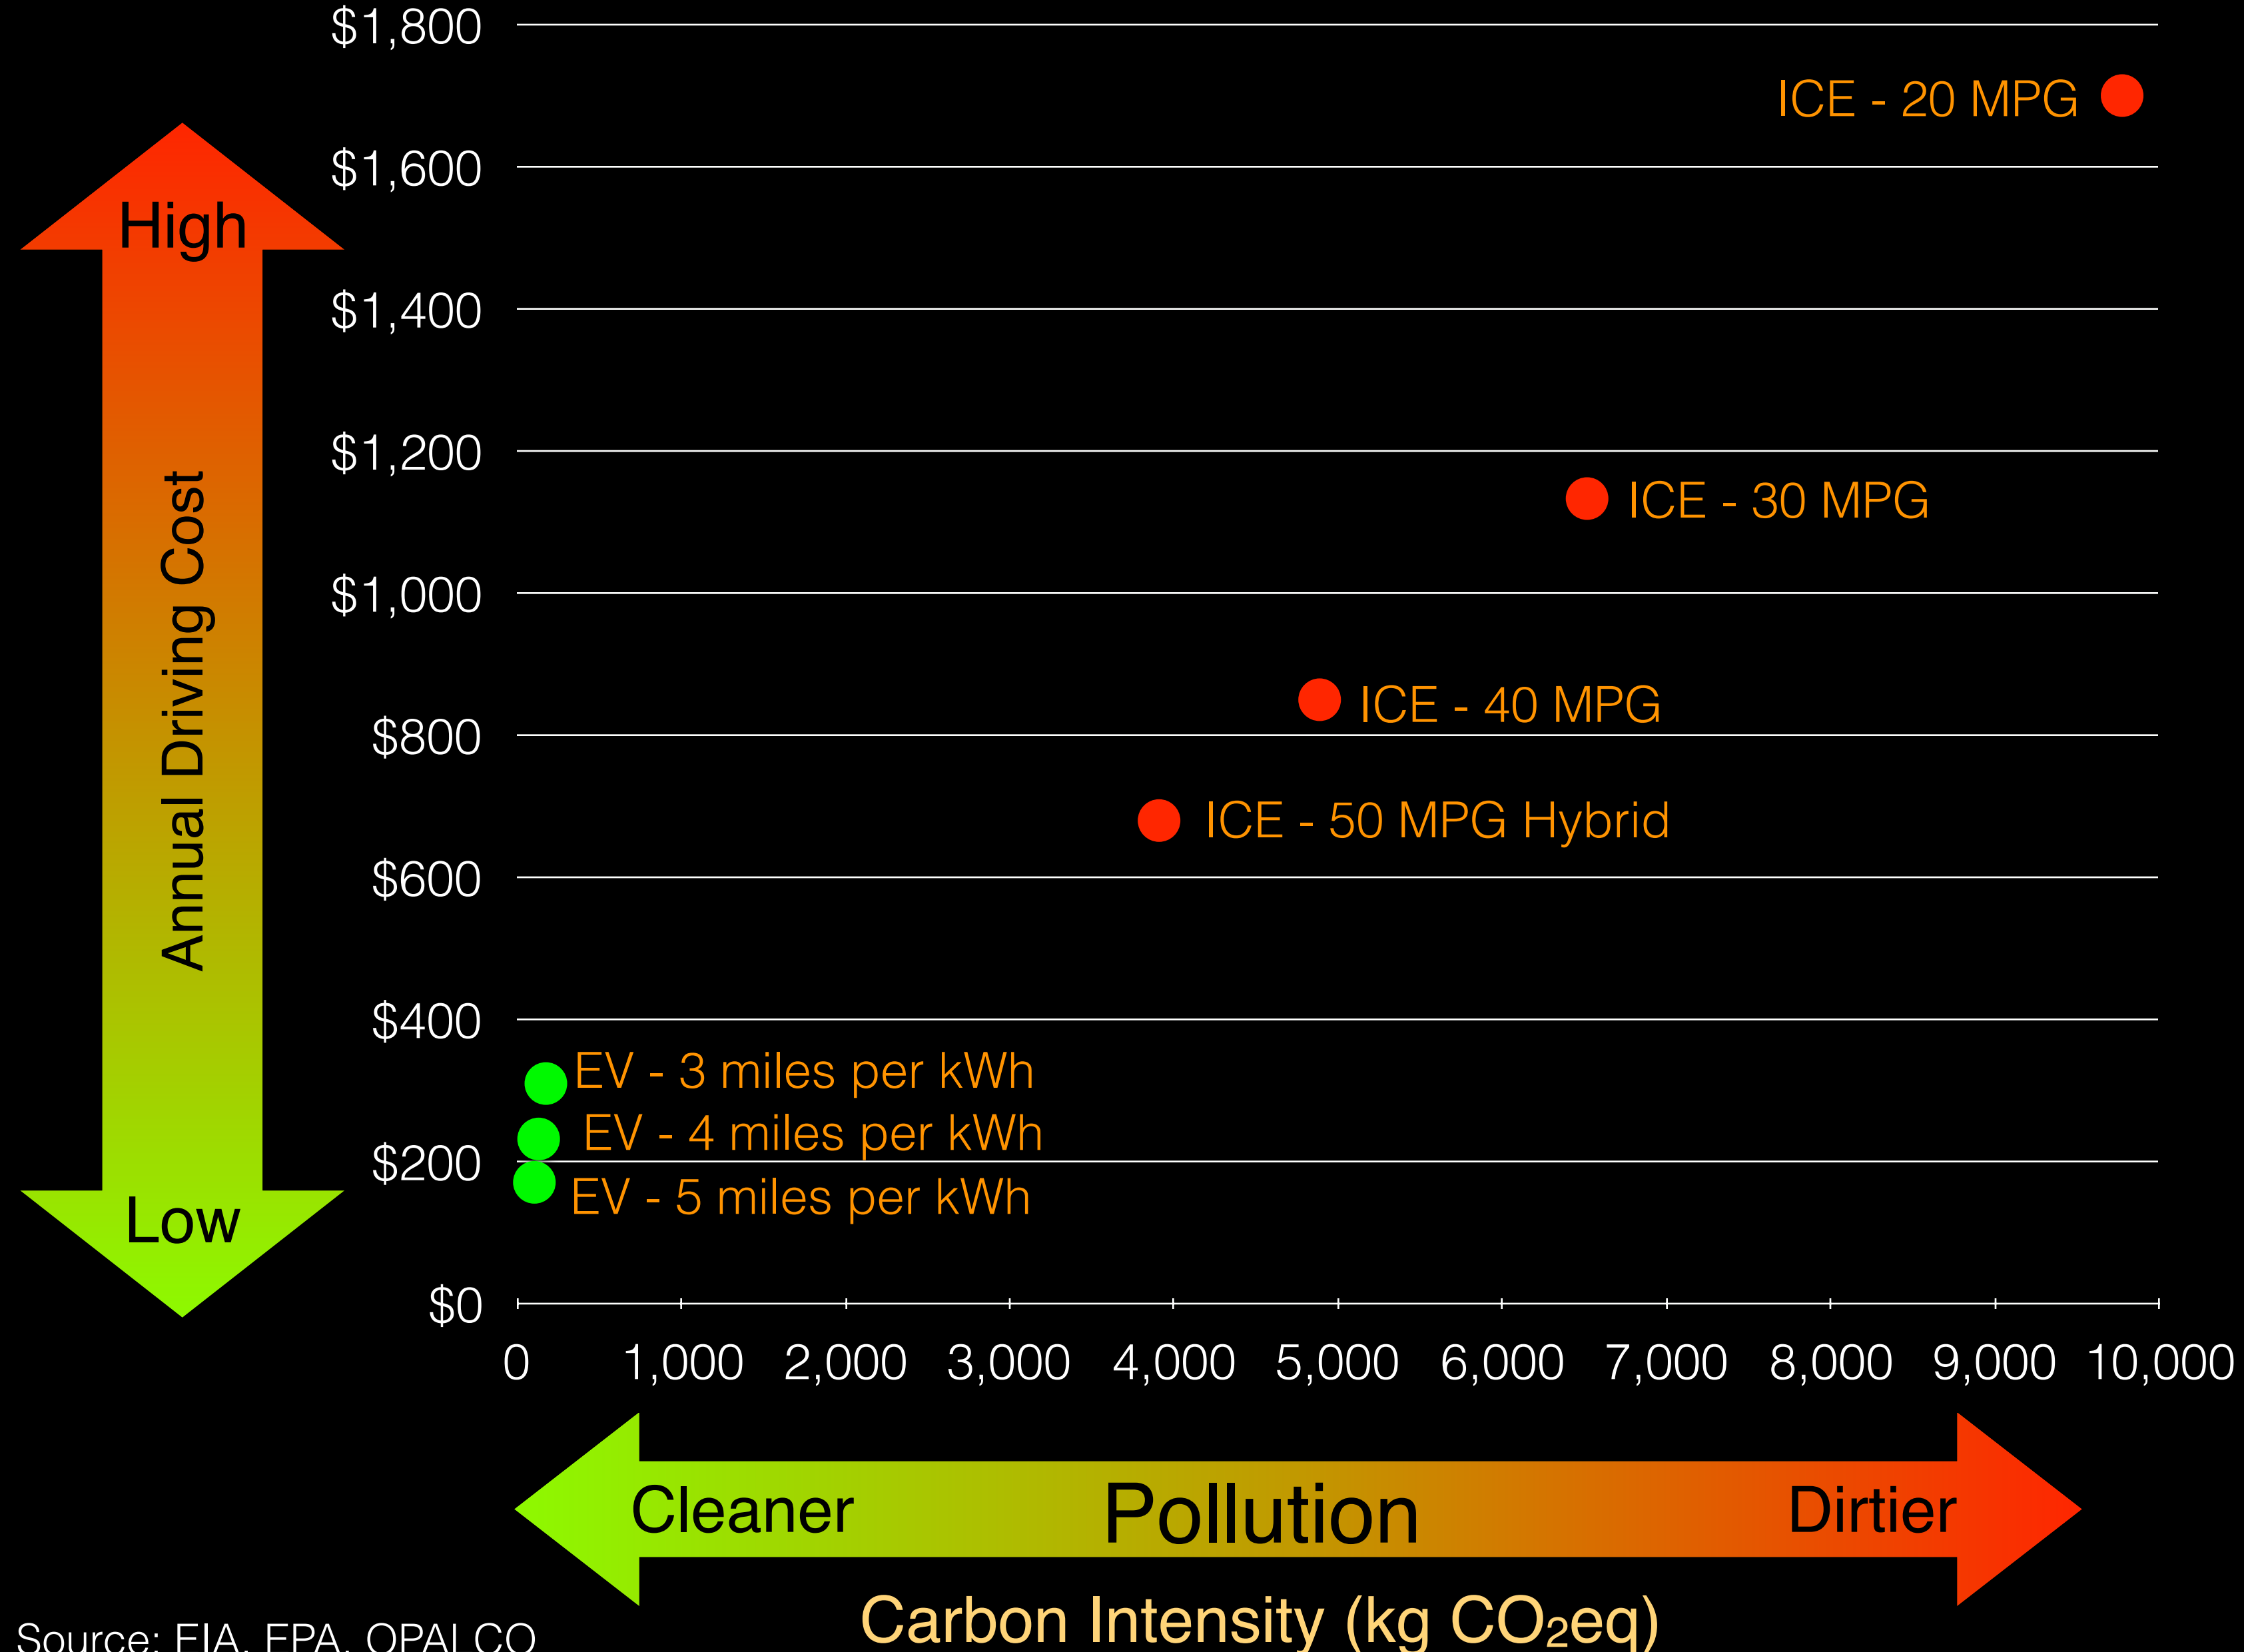 $1,800
ICE - 20 MPG
$1,600
High
$1,400
$1,200
ICE - 30 MPG
$1,000
Annual Driving Cost
ICE - 40 MPG
$800
ICE - 50 MPG Hybrid
$600
$400
EV - 3 miles per kWh
EV - 4 miles per kWh
$200
EV - 5 miles per kWh
Low
$0
0 1,000 2,000 3,000 4,000 5,000 6,000 7,000 8,000 9,000 10,000
Cleaner Pollution Dirtier
Carbon Intensity (kg CO₂eq)
Source: EIA, EPA, OPALCO